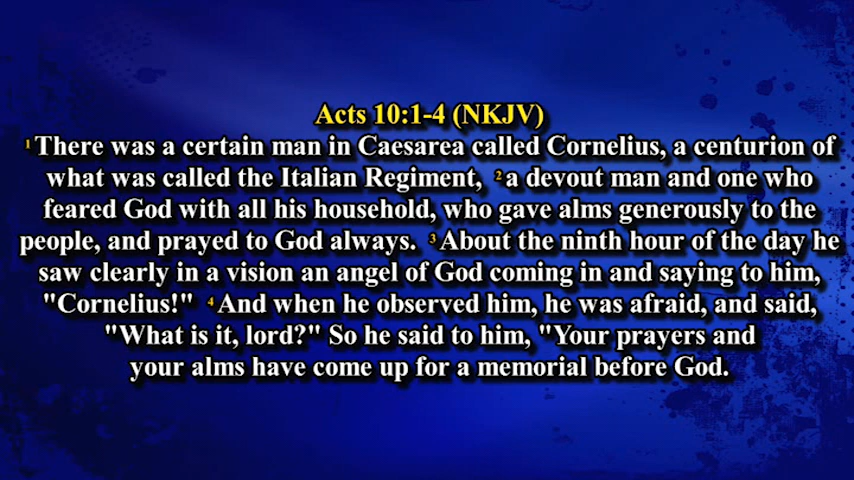 Acts 10:1-4 (NKJV)
1 There was a certain man in Caesarea called Cornelius, a centurion of
what was called the Italian Regiment, 2 a devout man and one who
feared God with all his household, who gave alms generously to the
people, and prayed to God always. 3 About the ninth hour of the day he
saw clearly in a vision an angel of God coming in and saying to him,
"Cornelius!" 4 And when he observed him, he was afraid, and said,
"What is it, lord?" So he said to him, "Your prayers and
your alms have come up for a memorial before God.